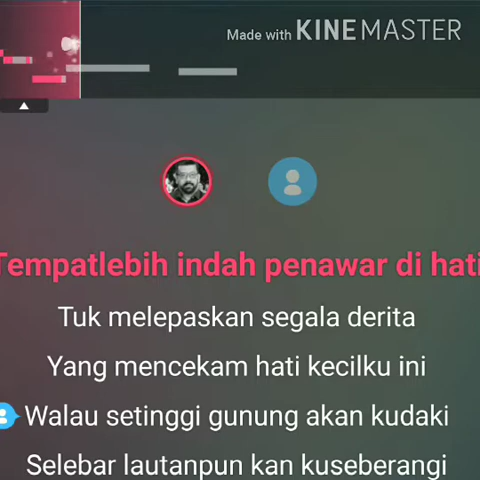 Made with KINEMASTER
Tempatlebih indah penawar di hati
Tuk melepaskan segala derita
Yang mencekam hati kecilku ini
Walau setinggi gunung akan kudaki
Selebar lautanpun kan kuseberangi